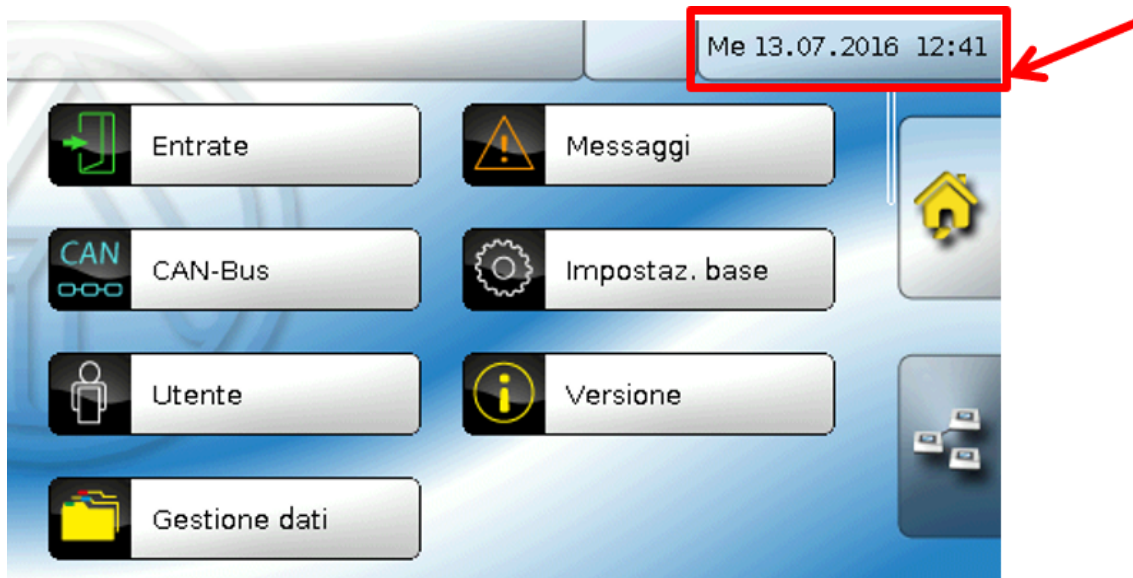 Me 13.07.2016 12:41
Entrate
Messaggi
CAN
CAN-Bus
Impostaz. base
Utente
Versione
Gestione dati